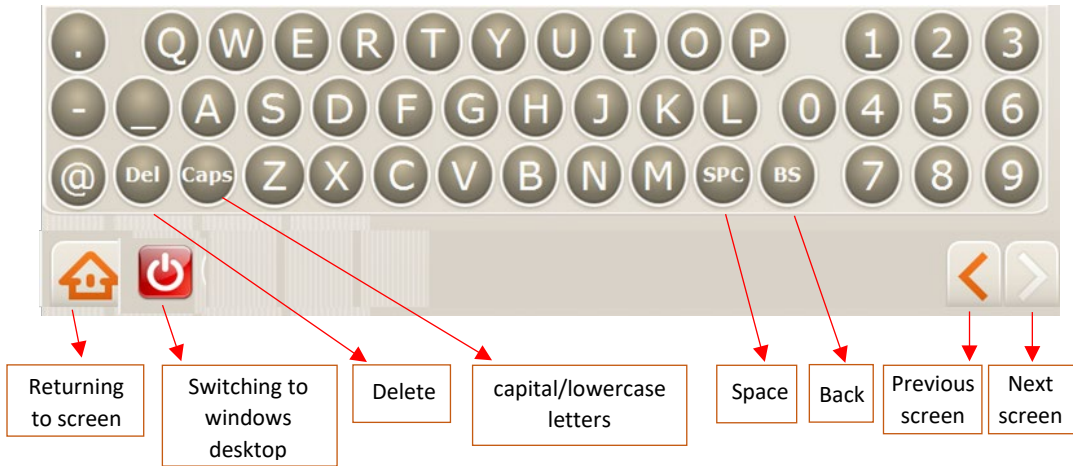 . Q W E R T Y U I O P 1 2 3
- _ A S D F G H J K L 0 4 5 6
@ Del Caps Z X C V B N M SPC BS 7 8 9
Returning
to screen
Switching to
windows
desktop
Delete
capital/lowercase
letters
Space
Back
Previous
screen
Next
screen